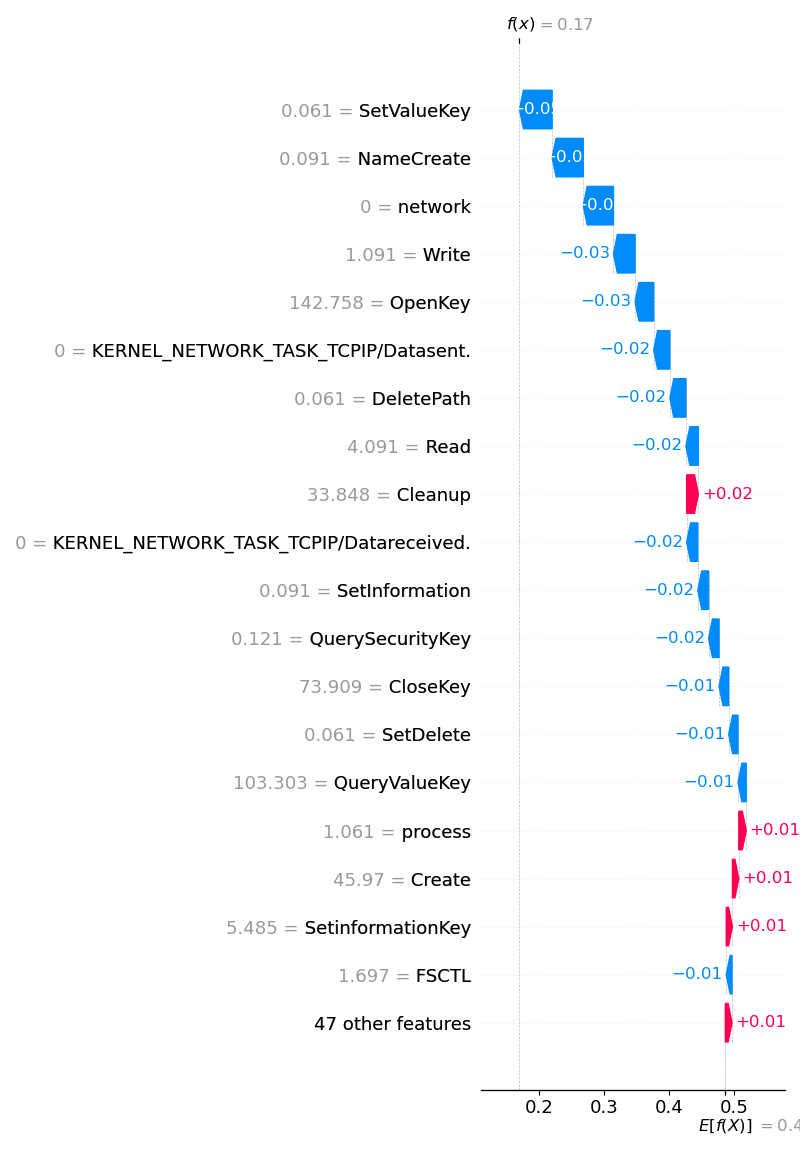 f(x) = 0.17
0.061 = SetValueKey
0.091 = NameCreate
0 = network
1.091 = Write −0.03
142.758 = OpenKey −0.03
0 = KERNEL_NETWORK_TASK_TCPIP/Datasent. −0.02
0.061 = DeletePath −0.02
4.091 = Read −0.02
33.848 = Cleanup +0.02
0 = KERNEL_NETWORK_TASK_TCPIP/Datareceived. −0.02
0.091 = SetInformation −0.02
0.121 = QuerySecurityKey −0.02
73.909 = CloseKey −0.01
0.061 = SetDelete −0.01
103.303 = QueryValueKey −0.01
1.061 = process +0.01
45.97 = Create +0.01
5.485 = SetinformationKey +0.01
1.697 = FSCTL −0.01
47 other features +0.01
0.2 0.3 0.4 0.5
E[f(X)] =